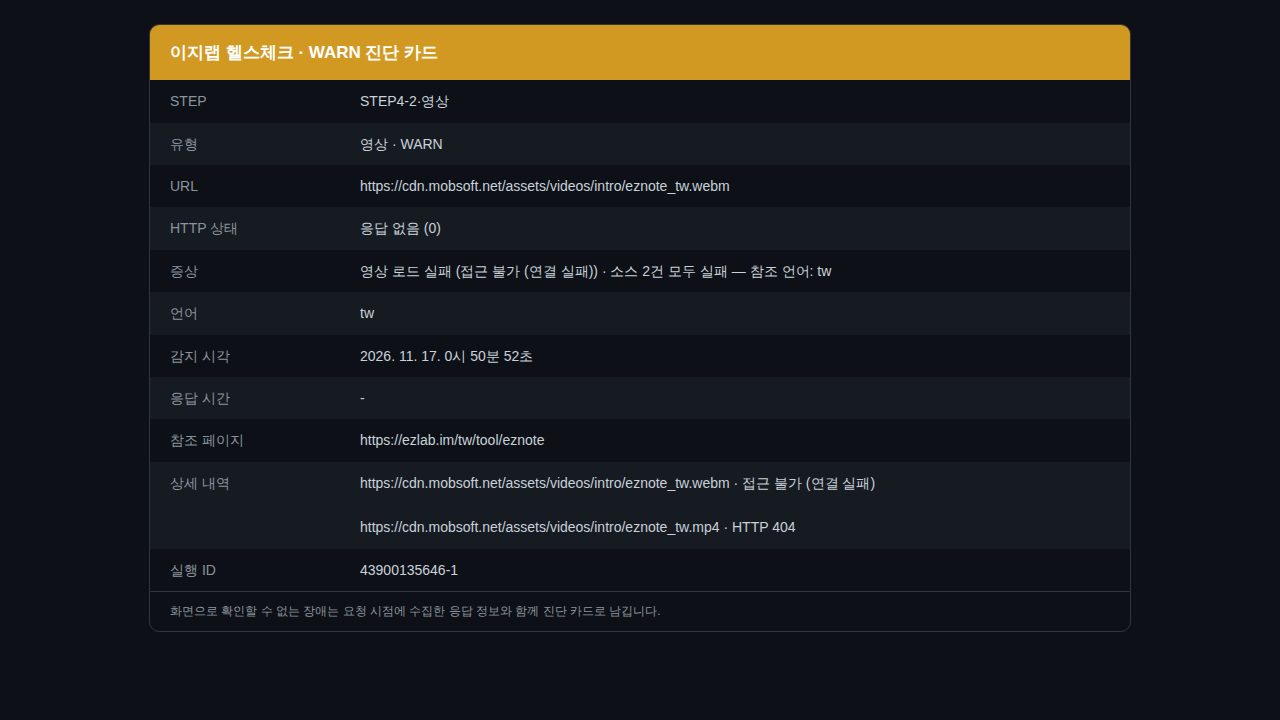 이지랩 헬스체크 · WARN 진단 카드
STEP STEP4-2·영상
유형 영상 · WARN
URL https://cdn.mobsoft.net/assets/videos/intro/eznote_tw.webm
HTTP 상태 응답 없음 (0)
증상 영상 로드 실패 (접근 불가 (연결 실패)) · 소스 2건 모두 실패 — 참조 언어: tw
언어 tw
감지 시각 2026. 11. 17. 0시 50분 52초
응답 시간 -
참조 페이지 https://ezlab.im/tw/tool/eznote
상세 내역 https://cdn.mobsoft.net/assets/videos/intro/eznote_tw.webm · 접근 불가 (연결 실패)
https://cdn.mobsoft.net/assets/videos/intro/eznote_tw.mp4 · HTTP 404
실행 ID 43900135646-1
화면으로 확인할 수 없는 장애는 요청 시점에 수집한 응답 정보와 함께 진단 카드로 남깁니다.